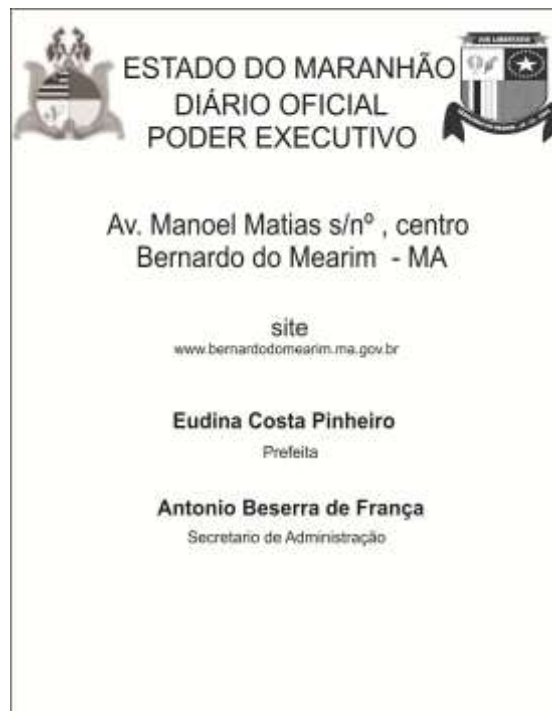 ESTADO DO MARANHÃO
DIÁRIO OFICIAL
PODER EXECUTIVO
Av. Manoel Matias s/nº , centro
Bernardo do Mearim - MA
site
www.bernardodomearim.ma.gov.br
Eudina Costa Pinheiro
Prefeita
Antonio Beserra de França
Secretario de Administração